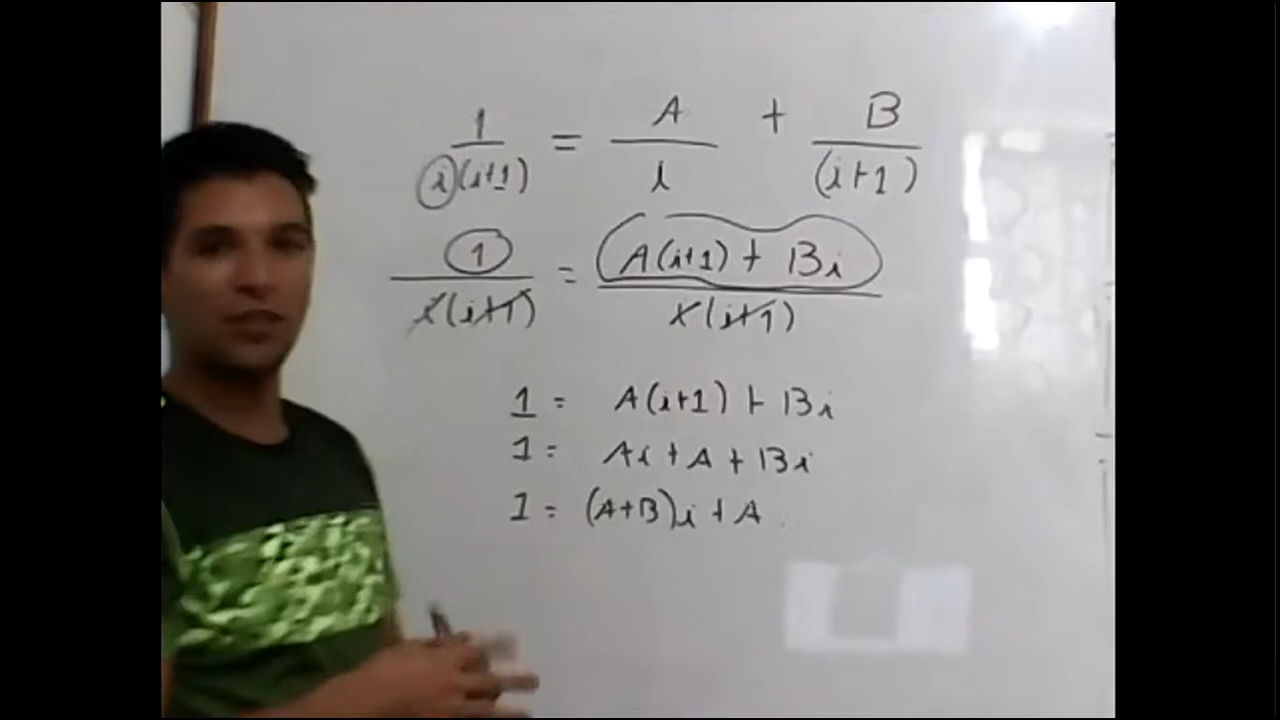 1/i(i+1) = A/i + B/(i+1)
1/i(i+1) = A(i+1) + Bi/i(i+1)
1 = A(i+1) + Bi
1 = Ai + A + Bi
1 = (A+B)i + A